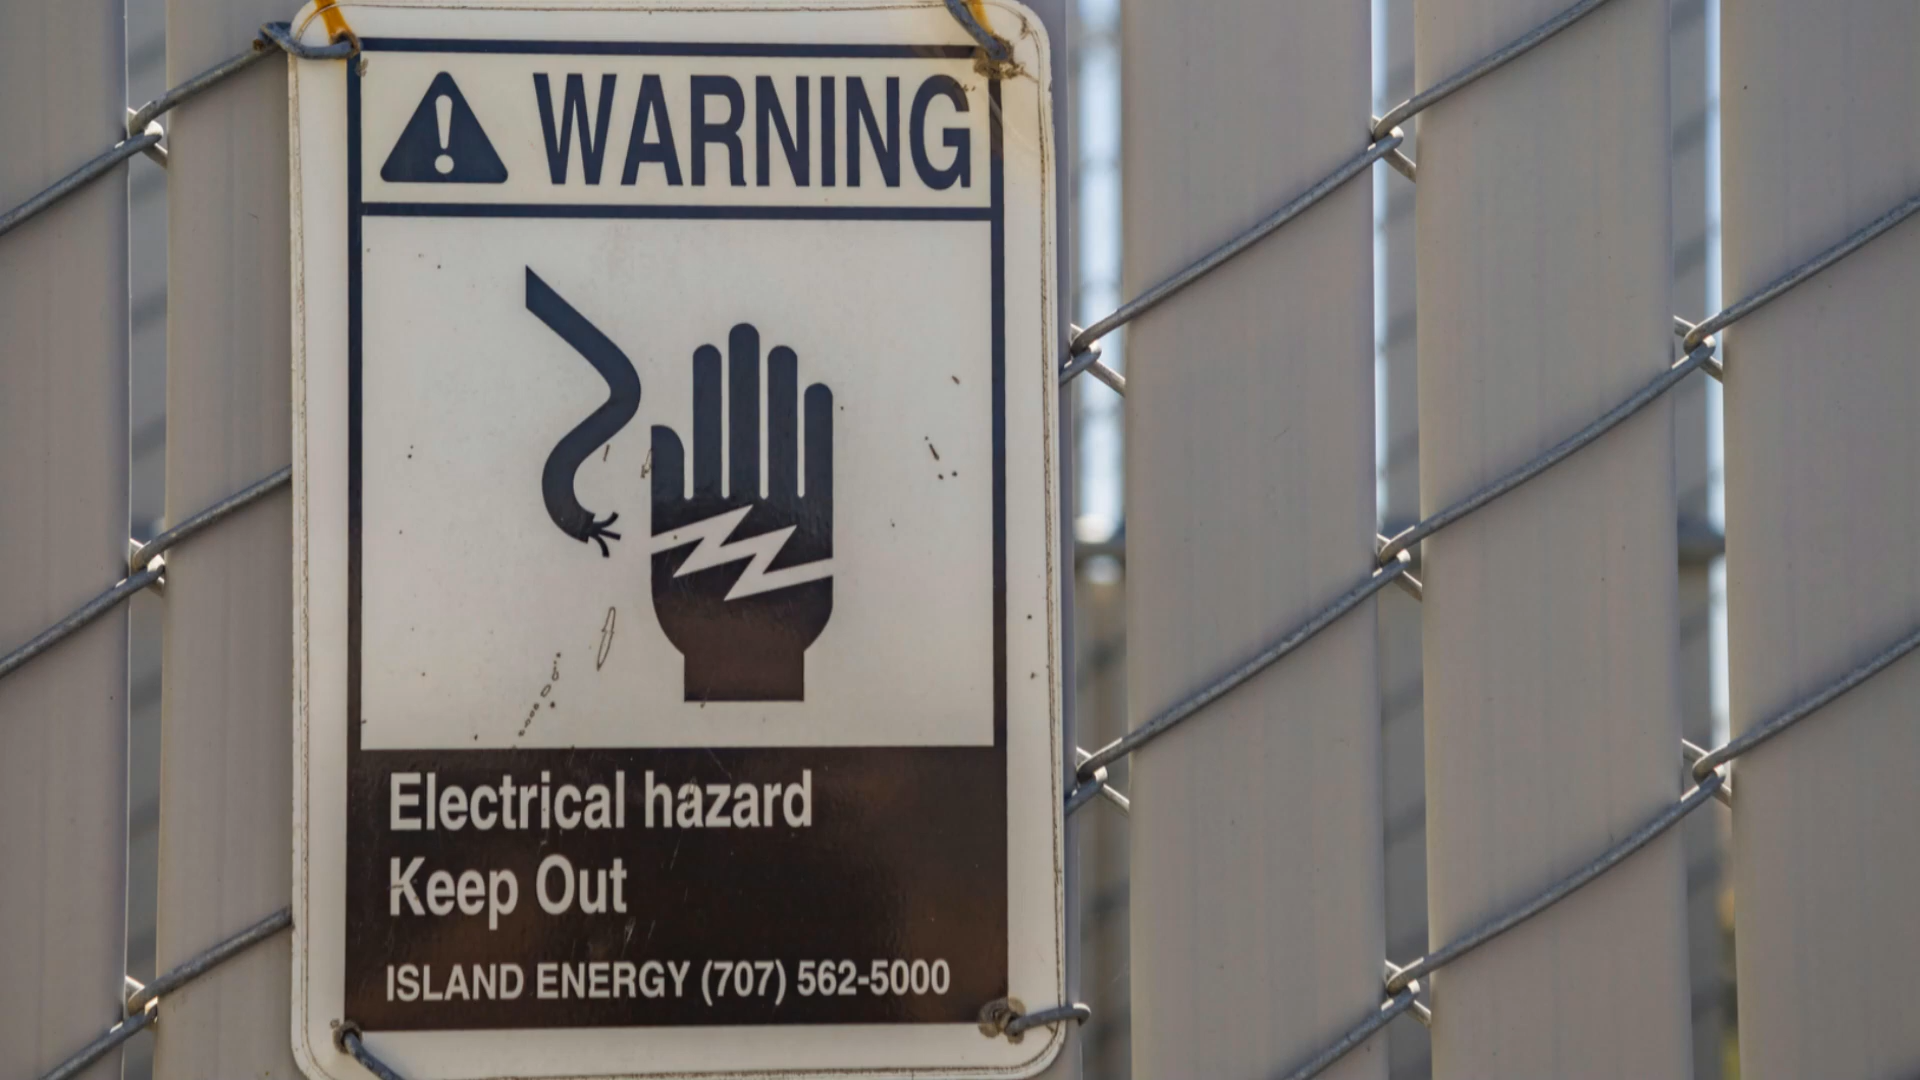 WARNING
Electrical hazard
Keep Out
ISLAND ENERGY (707) 562-5000